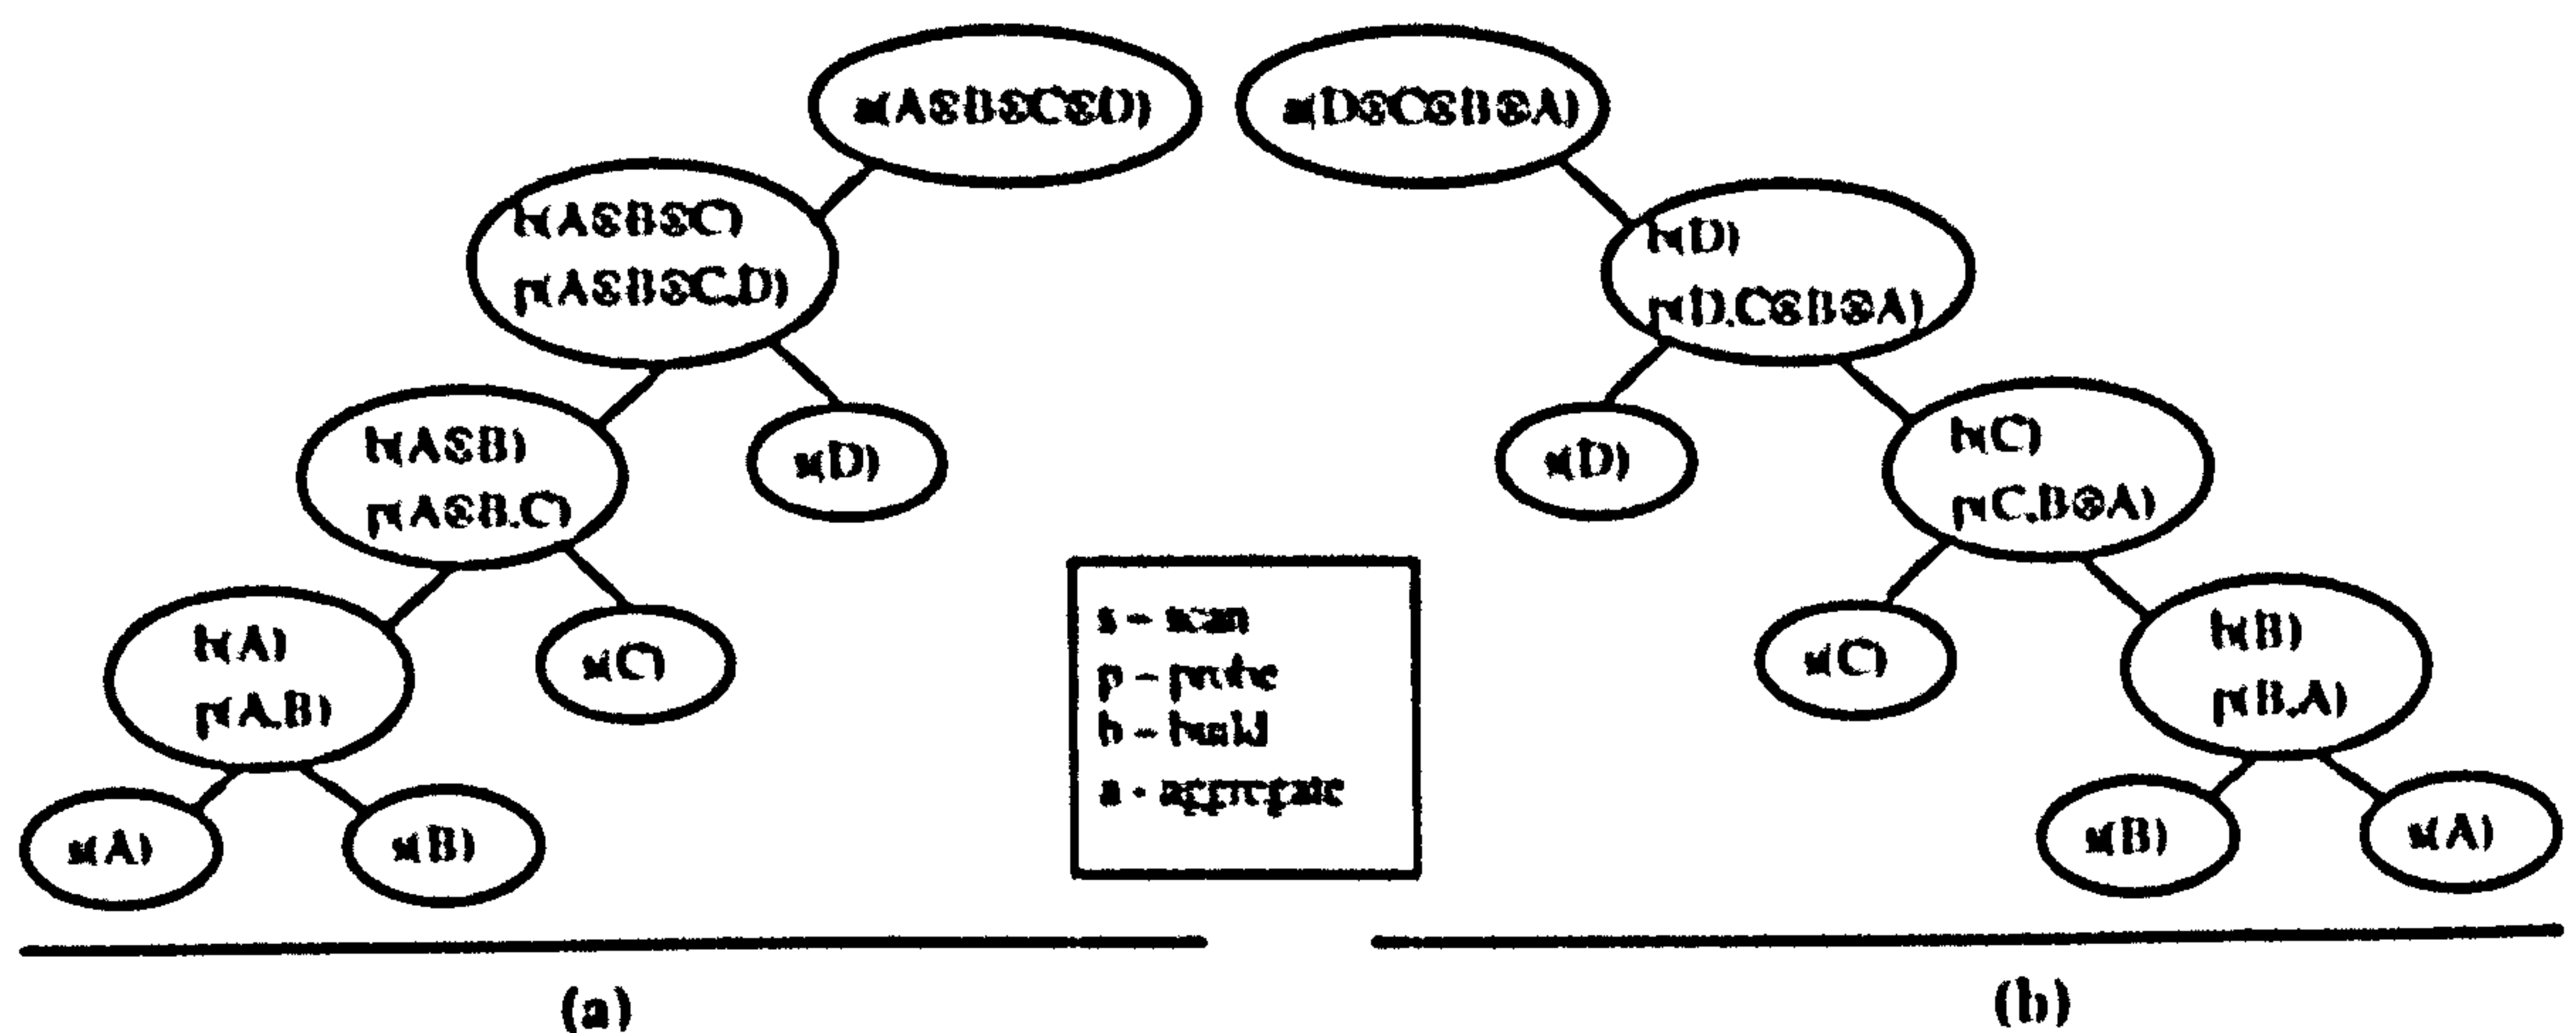 a(A⊗B⊗C⊗D)
b(A⊗B⊗C)
p(A⊗B⊗C,D)
b(A⊗B)
p(A⊗B,C)
s(D)
b(A)
p(A,B)
s(C)
s(A)
s(B)
(a)
s – scan
p – probe
b – build
a - aggregate
a(D⊗C⊗B⊗A)
b(D)
p(D,C⊗B⊗A)
s(D)
b(C)
p(C,B⊗A)
s(C)
b(B)
p(B,A)
s(B)
s(A)
(b)